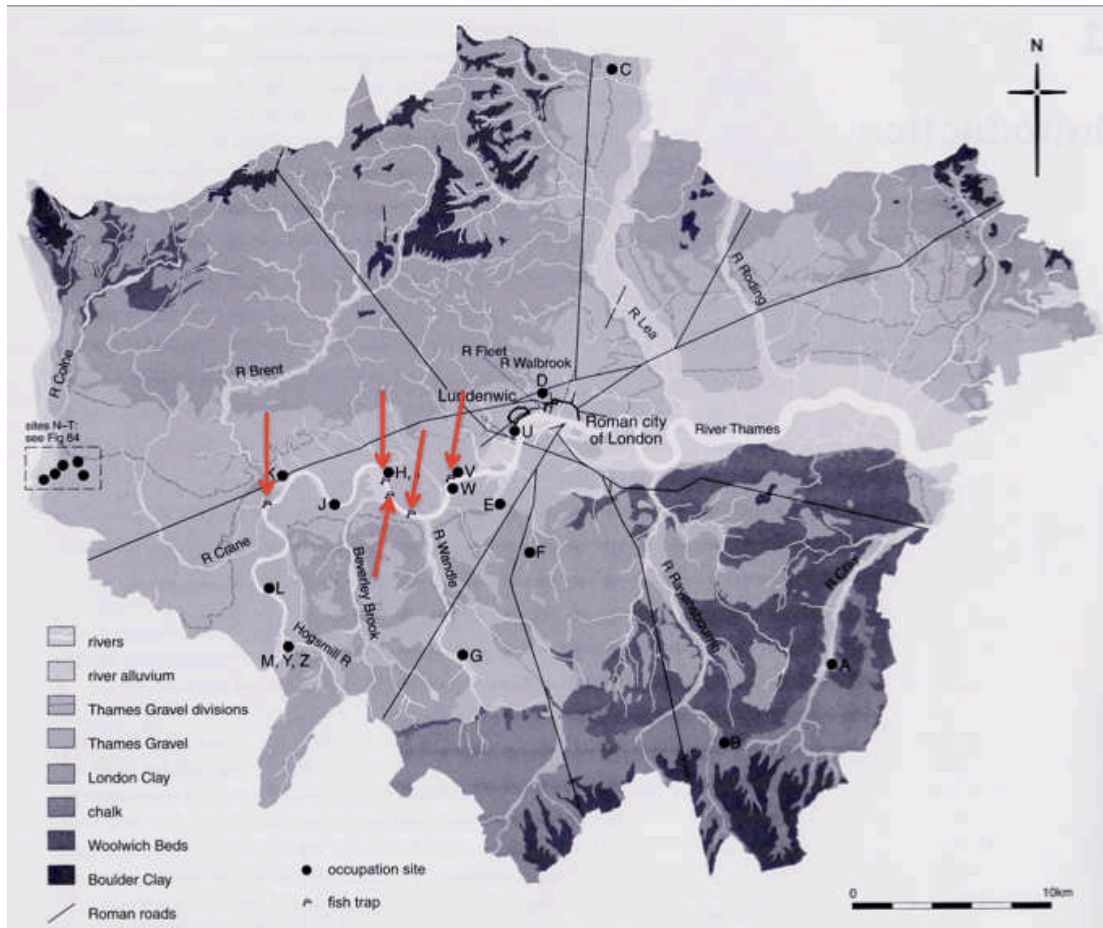 N
C
R Colne
R Brent
R Fleet
R Walbrook
D
Lundenwic
R Lea
R Roding
Roman city
of London
River Thames
U
sites N–T:
see Fig 64
K
H,
V
W
J
E
R Crane
Beverley Brook
R Wandle
F
R Ravensbourne
R Cray
L
Hogsmill R
M, Y, Z
G
A
B
rivers
river alluvium
Thames Gravel divisions
Thames Gravel
London Clay
chalk
Woolwich Beds
Boulder Clay
Roman roads
occupation site
fish trap
0
10km